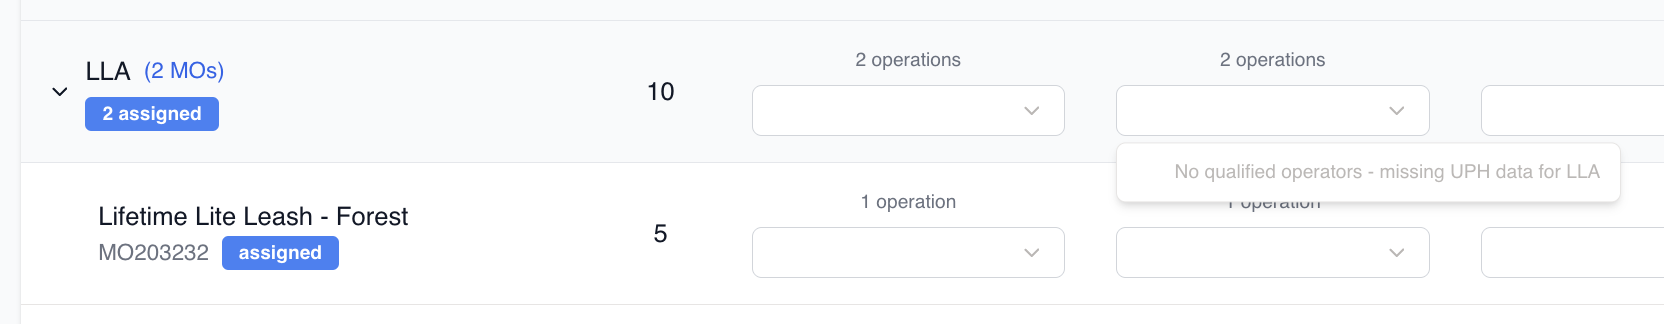 LLA (2 MOs)
2 assigned
10
2 operations
2 operations
No qualified operators - missing UPH data for LLA
Lifetime Lite Leash - Forest
MO203232 assigned
5
1 operation
1 operation